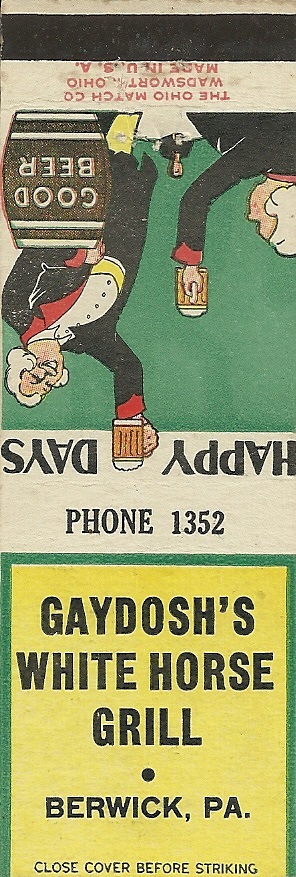 HAPPY DAYS
GOOD
BEER
THE OHIO MATCH CO
WADSWORTH, OHIO
MADE IN U.S.A.
PHONE 1352
GAYDOSH'S
WHITE HORSE
GRILL
•
BERWICK, PA.
CLOSE COVER BEFORE STRIKING